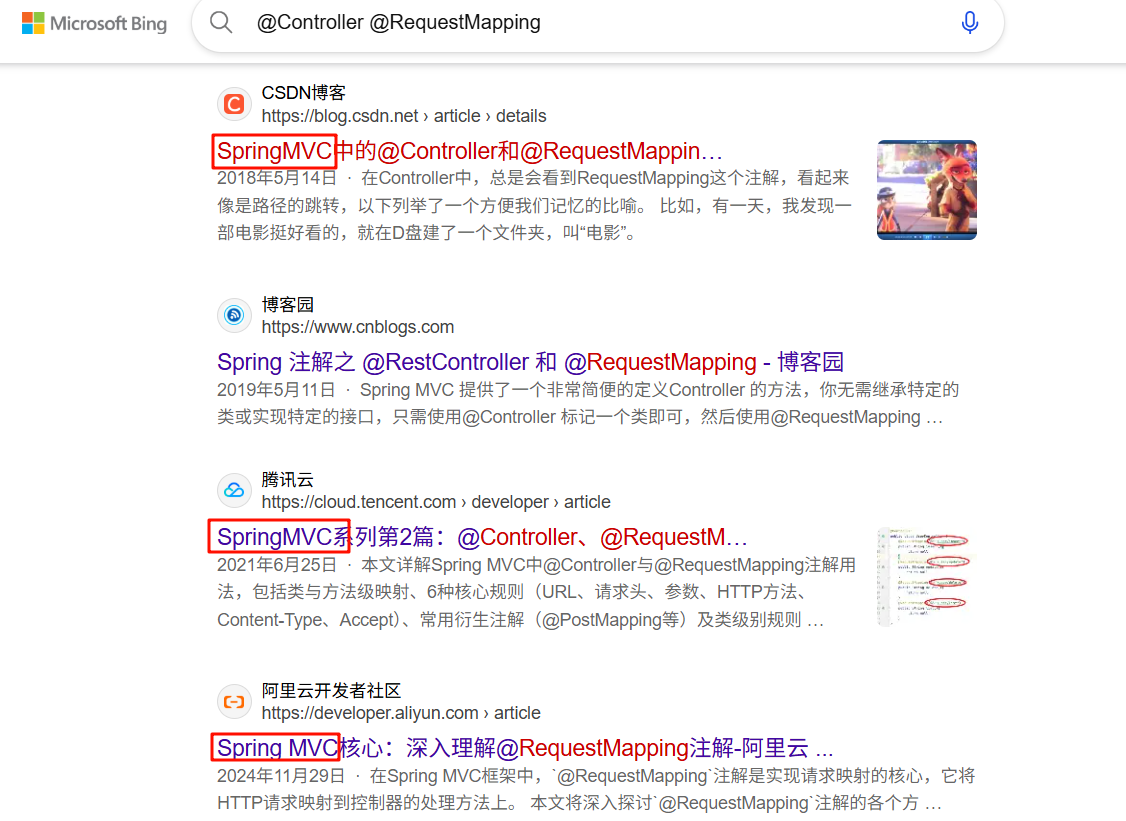 Microsoft Bing
@Controller @RequestMapping
CSDN博客
https://blog.csdn.net › article › details
SpringMVC中的@Controller和@RequestMappin…
2018年5月14日 · 在Controller中，总是会看到RequestMapping这个注解，看起来
像是路径的跳转，以下列举了一个方便我们记忆的比喻。 比如，有一天，我发现一
部电影挺好看的，就在D盘建了一个文件夹，叫“电影”。
博客园
https://www.cnblogs.com
Spring 注解之 @RestController 和 @RequestMapping - 博客园
2019年5月11日 · Spring MVC 提供了一个非常简便的定义Controller 的方法，你无需继承特定的
类或实现特定的接口，只需使用@Controller 标记一个类即可，然后使用@RequestMapping …
腾讯云
https://cloud.tencent.com › developer › article
SpringMVC系列第2篇：@Controller、@RequestM…
2021年6月25日 · 本文详解Spring MVC中@Controller与@RequestMapping注解用
法，包括类与方法级映射、6种核心规则（URL、请求头、参数、HTTP方法、
Content-Type、Accept）、常用衍生注解（@PostMapping等）及类级别规则 …
阿里云开发者社区
https://developer.aliyun.com › article
Spring MVC核心：深入理解@RequestMapping注解-阿里云 ...
2024年11月29日 · 在Spring MVC框架中，`@RequestMapping`注解是实现请求映射的核心，它将
HTTP请求映射到控制器的处理方法上。 本文将深入探讨`@RequestMapping`注解的各个方 …